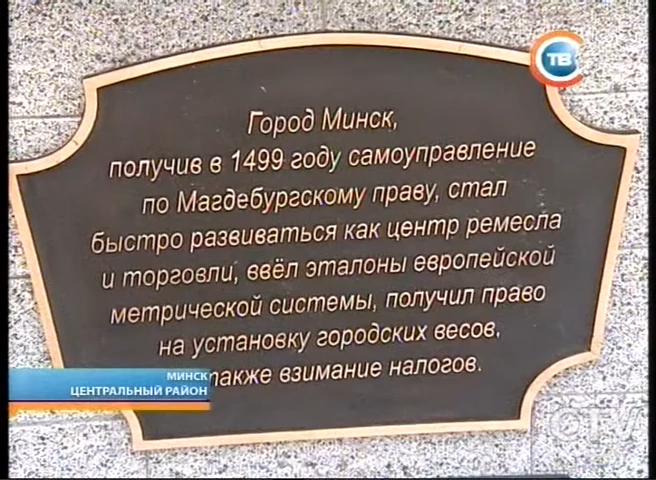 ТВ
Город Минск,
получив в 1499 году самоуправление
по Магдебургскому праву, стал
быстро развиваться как центр ремесла
и торговли, ввёл эталоны европейской
метрической системы, получил право
на установку городских весов,
также взимание налогов.
МИНСК
ЦЕНТРАЛЬНЫЙ РАЙОН
CTV